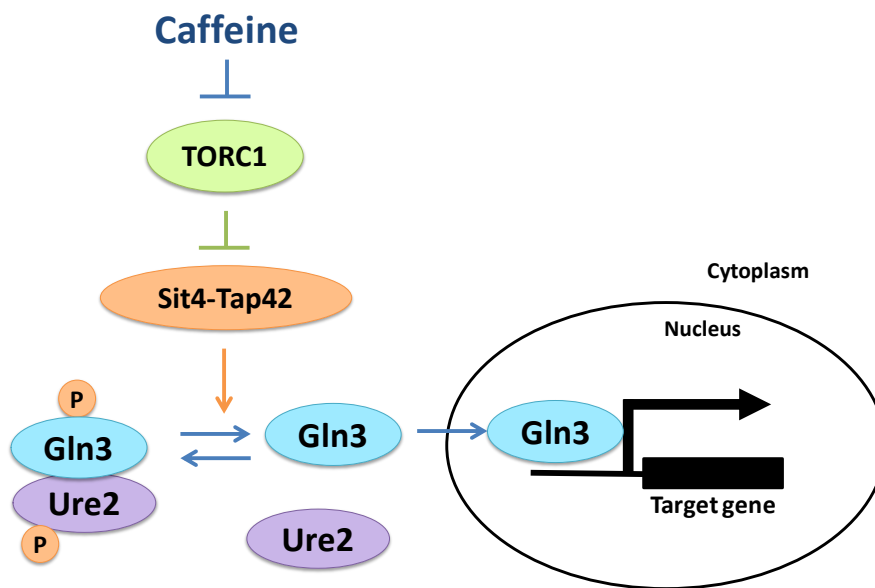 Caffeine
TORC1
Sit4-Tap42
Cytoplasm
Nucleus
P
Gln3
Ure2
P
Gln3
Ure2
Gln3
Target gene